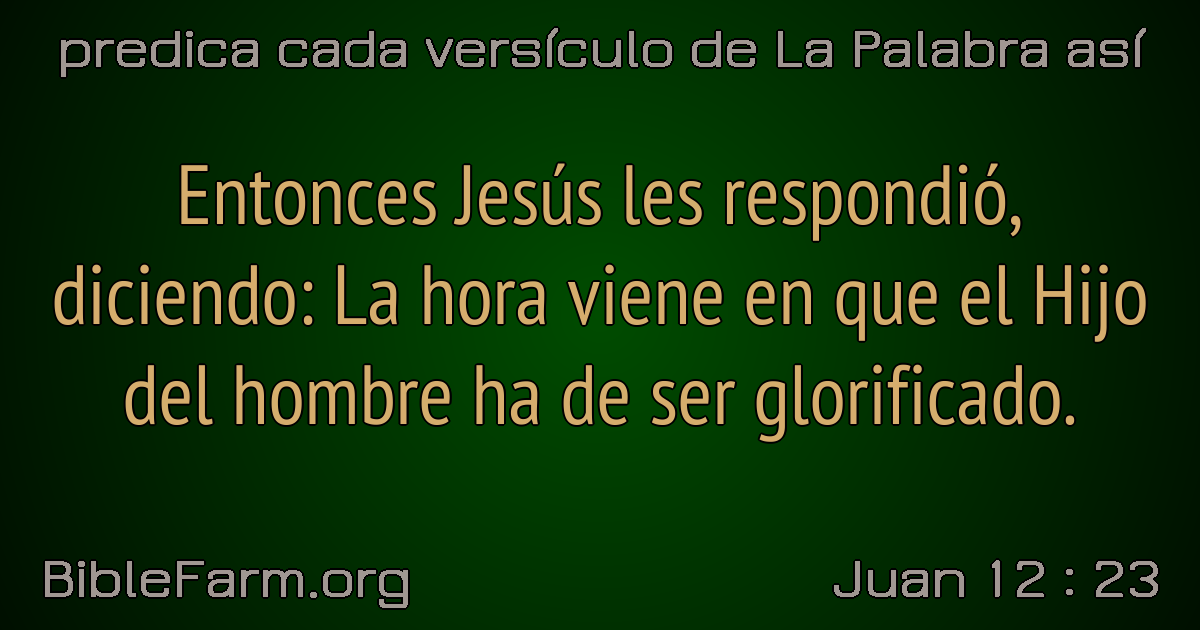 predica cada versículo de La Palabra así
Entonces Jesús les respondió,
diciendo: La hora viene en que el Hijo
del hombre ha de ser glorificado.
BibleFarm.org
Juan 12 : 23